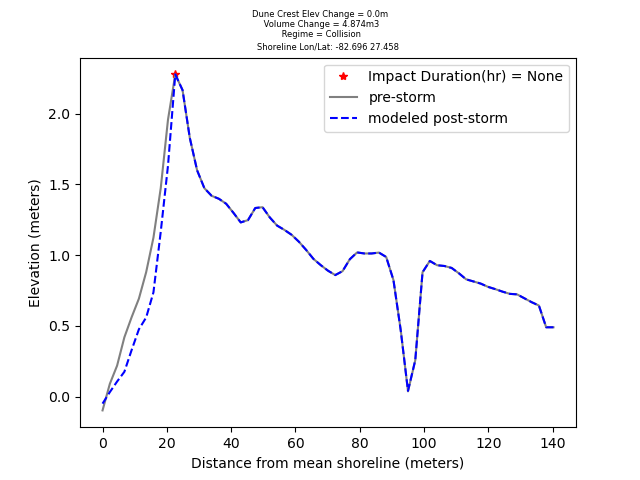 Dune Crest Elev Change = 0.0m
Volume Change = 4.874m3
Regime = Collision
Shoreline Lon/Lat: -82.696 27.458
Impact Duration(hr) = None
pre-storm
modeled post-storm
Elevation (meters)
2.0
1.5
1.0
0.5
0.0
0 20 40 60 80 100 120 140
Distance from mean shoreline (meters)